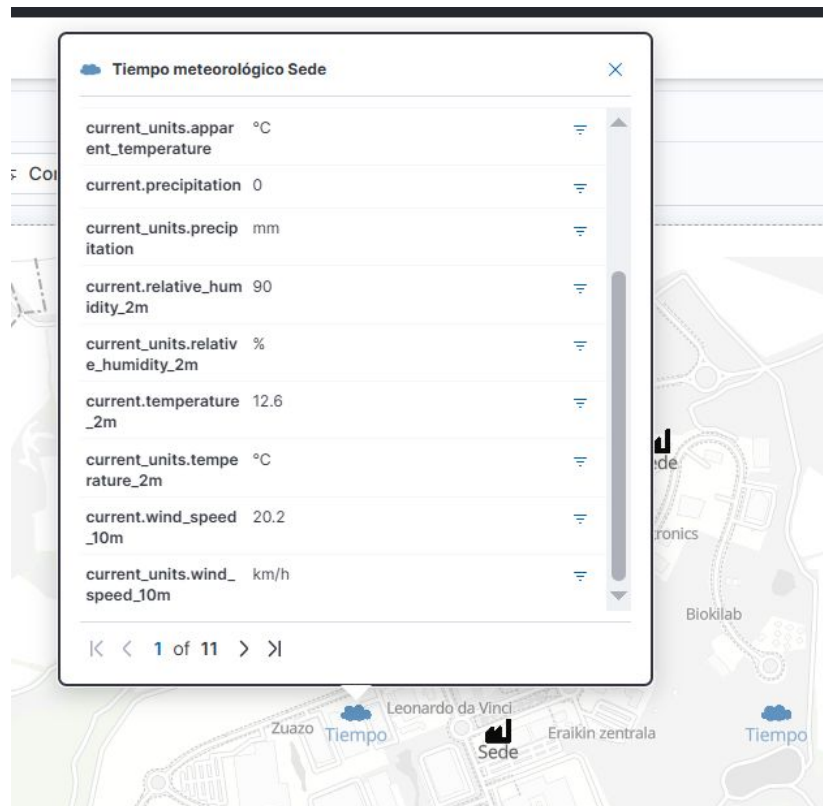 Tiempo meteorológico Sede
current_units.appar °C
ent_temperature
Co
current.precipitation 0
current_units.precip mm
itation
current.relative_hum 90
idity_2m
current_units.relativ %
e_humidity_2m
current.temperature 12.6
_2m
ede
current_units.tempe °C
rature_2m
current.wind_speed 20.2
_10m
tronics
current_units.wind_ km/h
speed_10m
Biokilab
1 of 11
Leonardo da Vinci
Zuazo
Tiempo
Sede
Eraikin zentrala
Tiempo